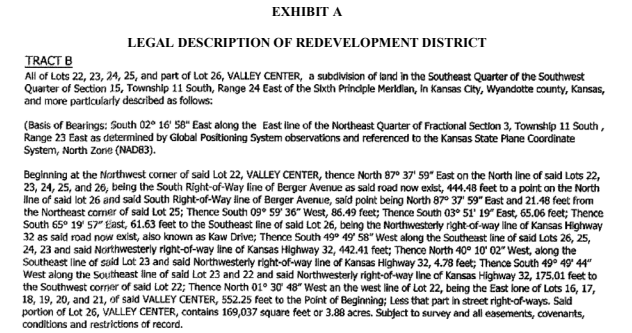 EXHIBIT A
LEGAL DESCRIPTION OF REDEVELOPMENT DISTRICT
TRACT B
All of Lots 22, 23, 24, 25, and part of Lot 26, VALLEY CENTER, a subdivision of land in the Southeast Quarter of the Southwest
Quarter of Section 15, Township 11 South, Range 24 East of the Sixth Principle Meridian, in Kansas City, Wyandotte county, Kansas,
and more particularly described as follows:
(Basis of Bearings: South 02° 16' 58" East along the East line of the Northeast Quarter of Fractional Section 3, Township 11 South ,
Range 23 East as determined by Global Positioning System observations and referenced to the Kansas State Plane Coordinate
System, North Zone (NAD83).
Beginning at the Northwest corner of said Lot 22, VALLEY CENTER, thence North 87° 37' 59" East on the North line of said Lots 22,
23, 24, 25, and 26, being the South Right-of-Way line of Berger Avenue as said road now exist, 444.48 feet to a point on the North
line of said lot 26 and said South Right-of-Way line of Berger Avenue, said point being North 87° 37' 59" East and 21.48 feet from
the Northeast corner of said Lot 25; Thence South 09° 59' 36" West, 86.49 feet; Thence South 03° 51' 19" East, 65.06 feet; Thence
South 65° 19' 57" East, 61.63 feet to the Southeast line of said Lot 26, being the Northwesterly right-of-way line of Kansas Highway
32 as said road now exist, also known as Kaw Drive; Thence South 49° 49' 58" West along the Southeast line of said Lots 26, 25,
24, 23 and said Northwesterly right-of-way line of Kansas Highway 32, 442.41 feet; Thence North 40° 10' 02" West, along the
Southeast line of said Lot 23 and said Northwesterly right-of-way line of Kansas Highway 32, 4.78 feet; Thence South 49° 49' 44"
West along the Southeast line of said Lot 23 and 22 and said Northwesterly right-of-way line of Kansas Highway 32, 175.01 feet to
the Southwest corner of said Lot 22; Thence North 01° 30' 48" West an the west line of Lot 22, being the East lone of Lots 16, 17,
18, 19, 20, and 21, of said VALLEY CENTER, 552.25 feet to the Point of Beginning; Less that part in street right-of-ways. Said
portion of Lot 26, VALLEY CENTER, contains 169,037 square feet or 3.88 acres. Subject to survey and all easements, covenants,
conditions and restrictions of record.